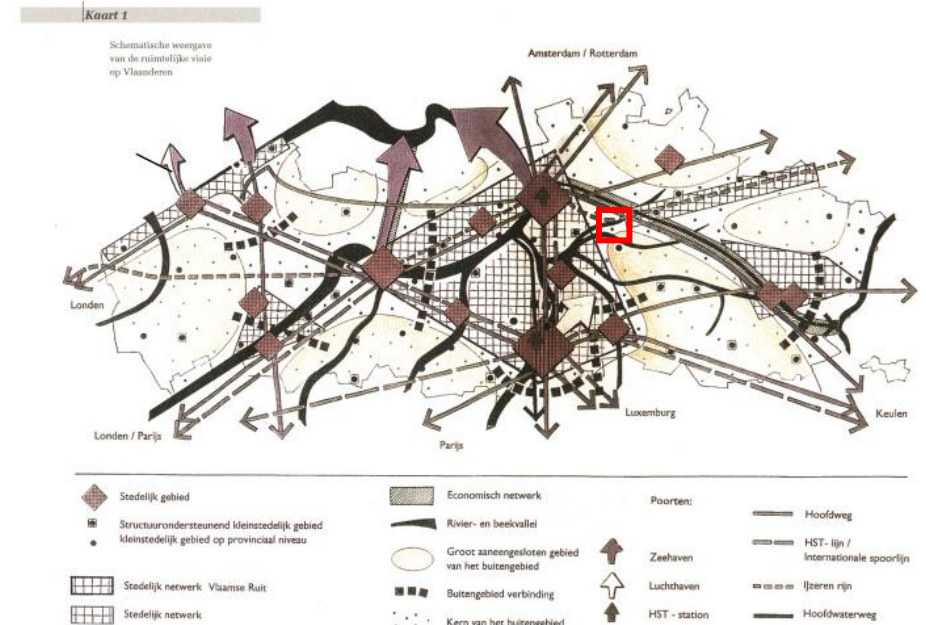 Kaart 1
Schematische weergave
van de ruimtelijke visie
op Vlaanderen
Amsterdam / Rotterdam
Londen
Londen / Parijs
Parijs
Luxemburg
Keulen
Stedelijk gebied
Structuurondersteunend kleinstedelijk gebied
kleinstedelijk gebied op provinciaal niveau
Stedelijk netwerk Vlaamse Ruit
Stedelijk netwerk
Economisch netwerk
Rivier- en beekvallei
Groot aaneengesloten gebied
van het buitengebied
Buitengebied verbinding
Kern van het buitengebied
Poorten:
Zeehaven
Luchthaven
HST - station
Hoofdweg
HST- lijn /
Internationale spoorlijn
IJzeren rijn
Hoofdwaterweg